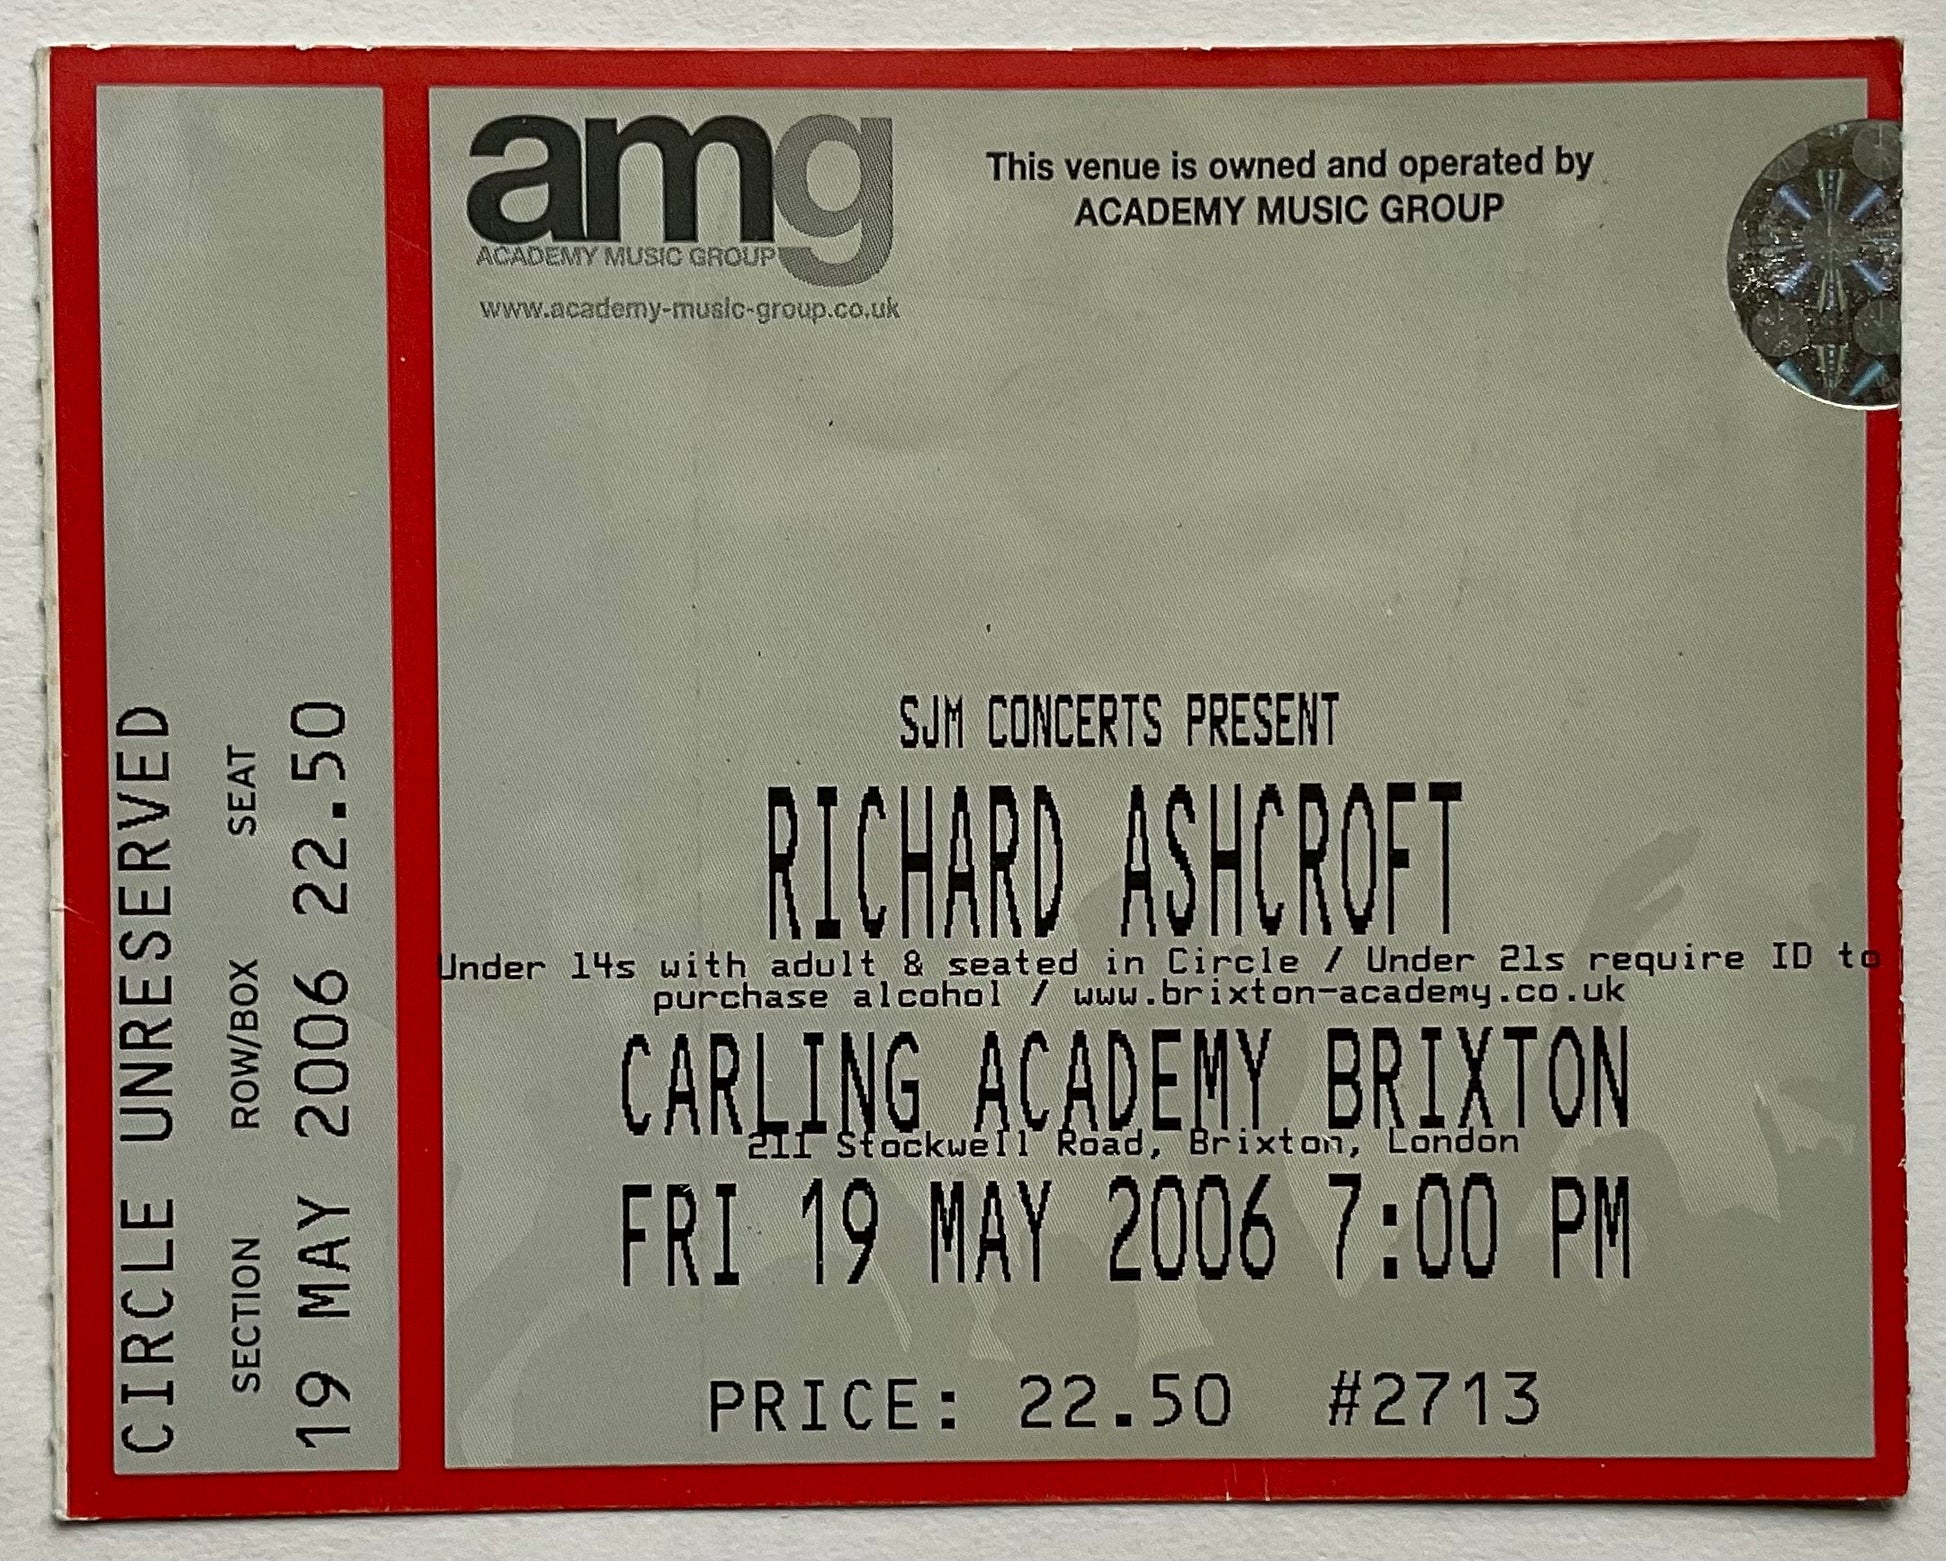 CIRCLE UNRESERVED
SECTION ROW/BOX SEAT
19 MAY 2006 22.50
amg
ACADEMY MUSIC GROUP
www.academy-music-group.co.uk
This venue is owned and operated by
ACADEMY MUSIC GROUP
SJM CONCERTS PRESENT
RICHARD ASHCROFT
Under 14s with adult & seated in Circle / Under 21s require ID to
purchase alcohol / www.brixton-academy.co.uk
CARLING ACADEMY BRIXTON
211 Stockwell Road, Brixton, London
FRI 19 MAY 2006 7:00 PM
PRICE: 22.50 #2713